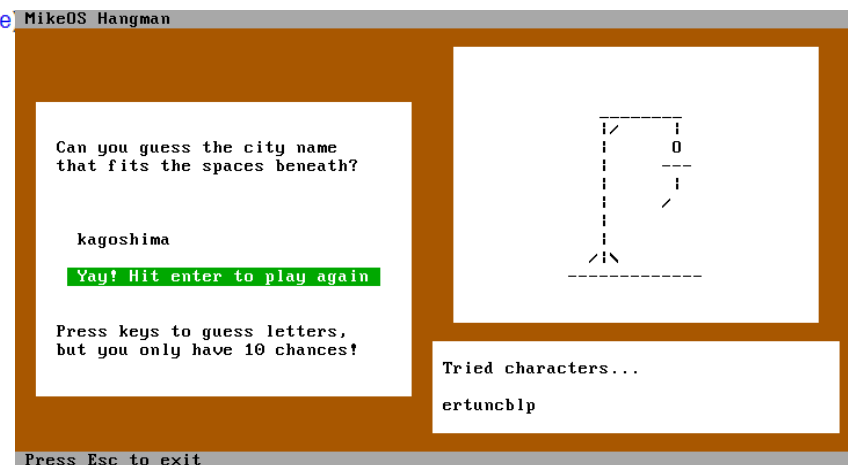 MikeOS Hangman
Can you guess the city name
that fits the spaces beneath?
kagoshima
Yay! Hit enter to play again
Press keys to guess letters,
but you only have 10 chances!
Tried characters...
ertuncblp
Press Esc to exit